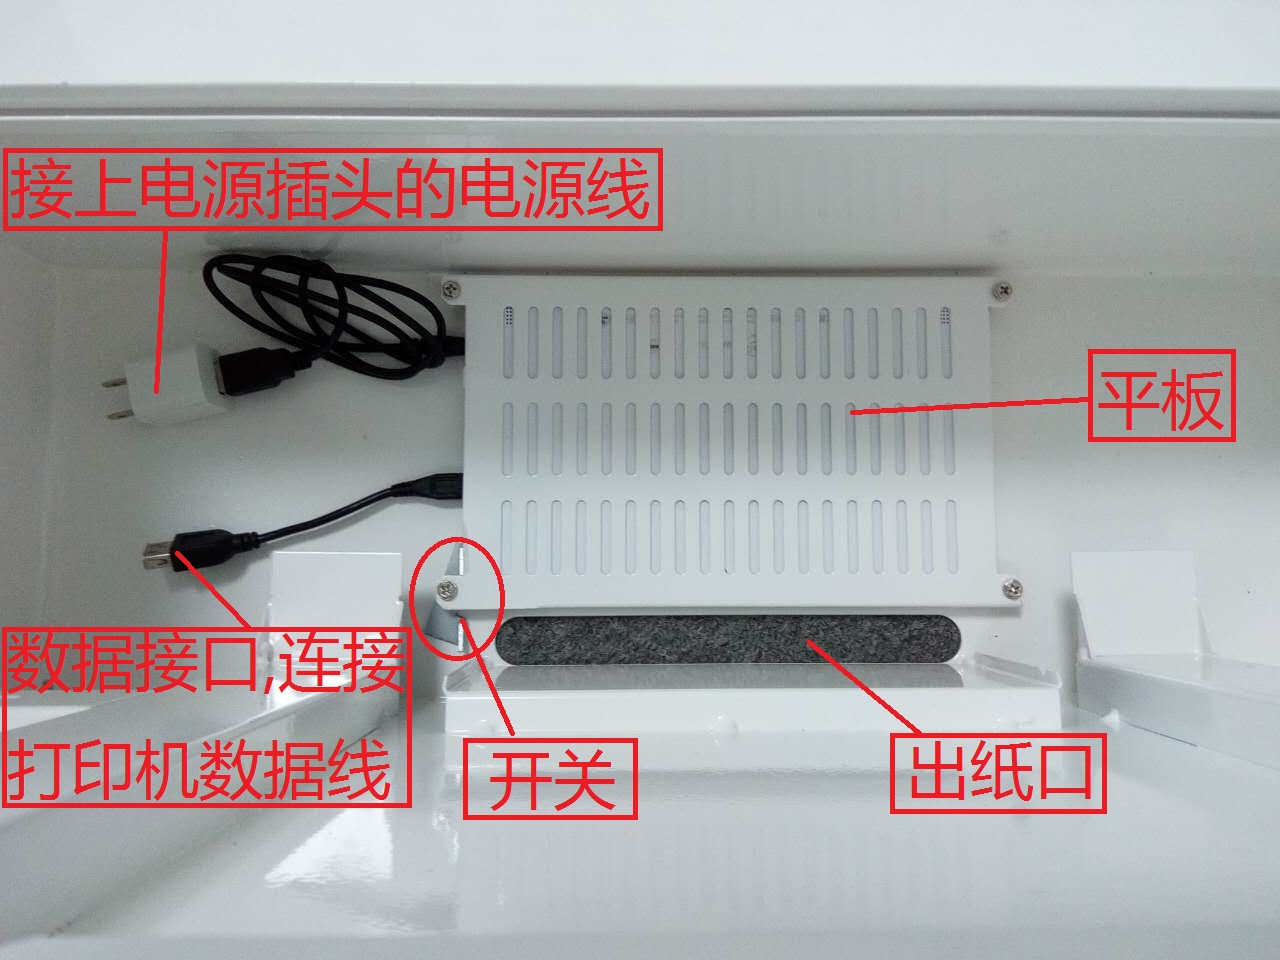 接上电源插头的电源线
平板
数据接口,连接
打印机数据线
开关
出纸口